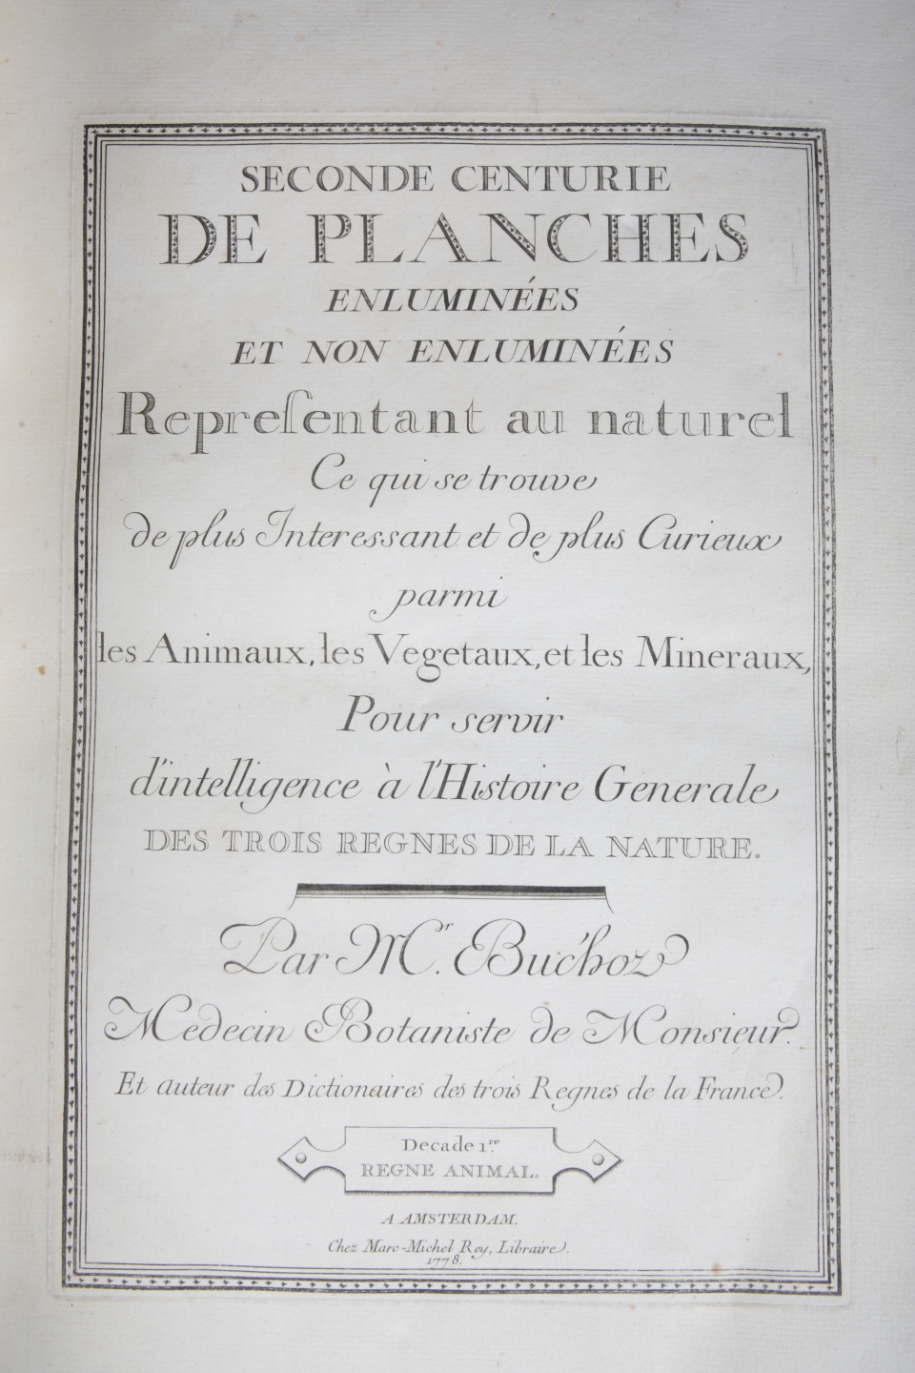 SECONDE CENTURIE
DE PLANCHES
ENLUMINÉES
ET NON ENLUMINÉES
Repreſentant au naturel
Ce qui se trouve
de plus Interessant et de plus Curieux
parmi
les Animaux, les Vegetaux, et les Mineraux,
Pour servir
d'intelligence à l'Histoire Generale
DES TROIS REGNES DE LA NATURE.
Par Mr. Buc'hoz
Medecin Botaniste de Monsieur.
Et auteur des Dictionaires des trois Regnes de la France.
Decade 1re.
REGNE ANIMAL.
A AMSTERDAM,
Chez Marc-Michel Rey, Libraire.
1778.